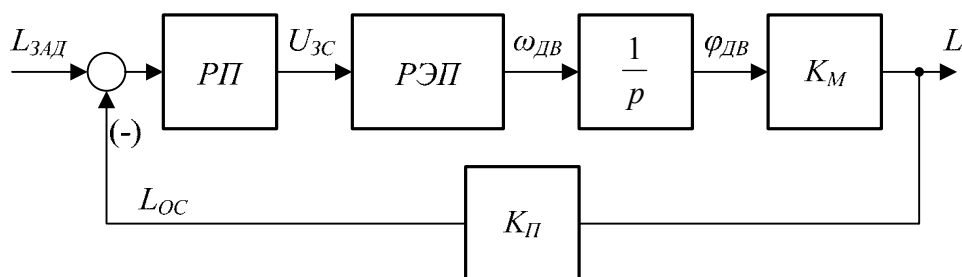 L_ЗАД
РП
U_ЗС
РЭП
ω_ДВ
1/p
φ_ДВ
K_М
L
(-)
L_ОС
K_П